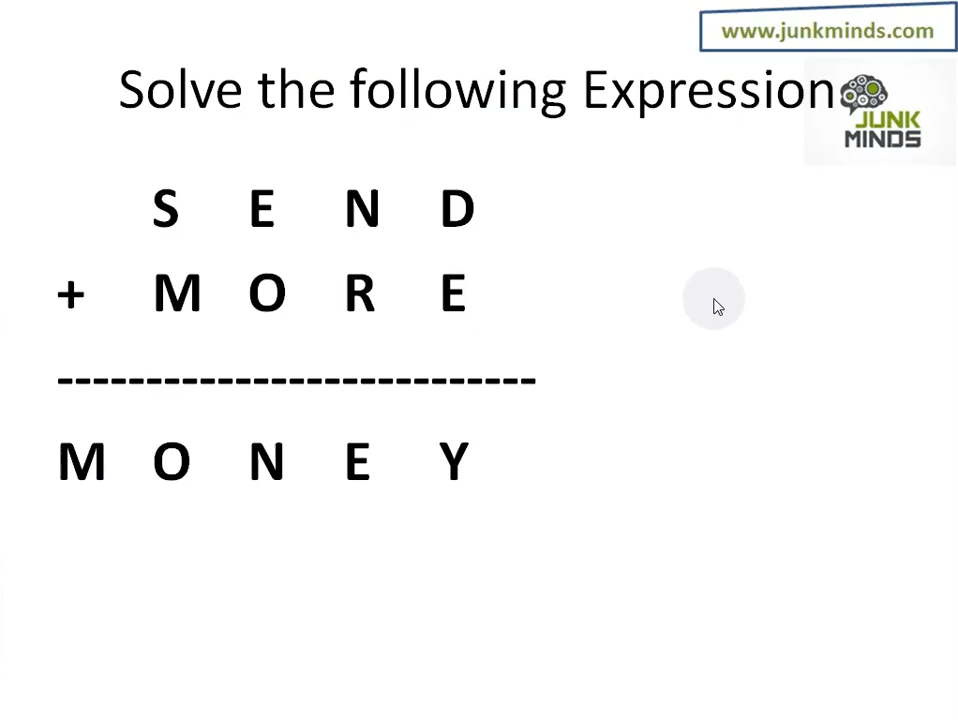 www.junkminds.com
Solve the following Expression
JUNK
MINDS
S E N D
+ M O R E
---------------------------
M O N E Y